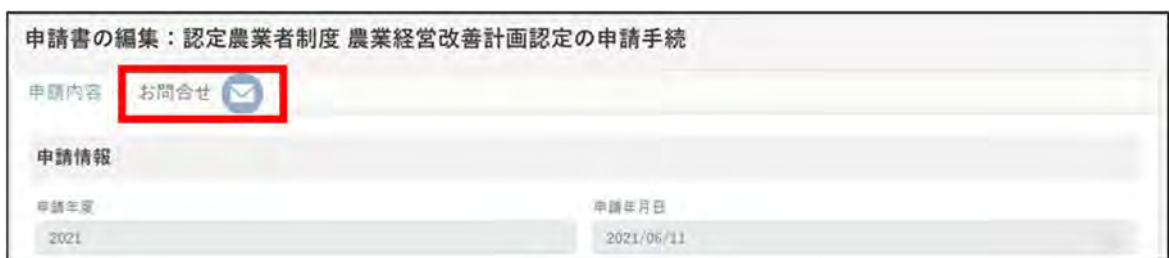 申請書の編集：認定農業者制度 農業経営改善計画認定の申請手続
申請内容 お問合せ
申請情報
申請年度 申請年月日
2021 2021/06/11